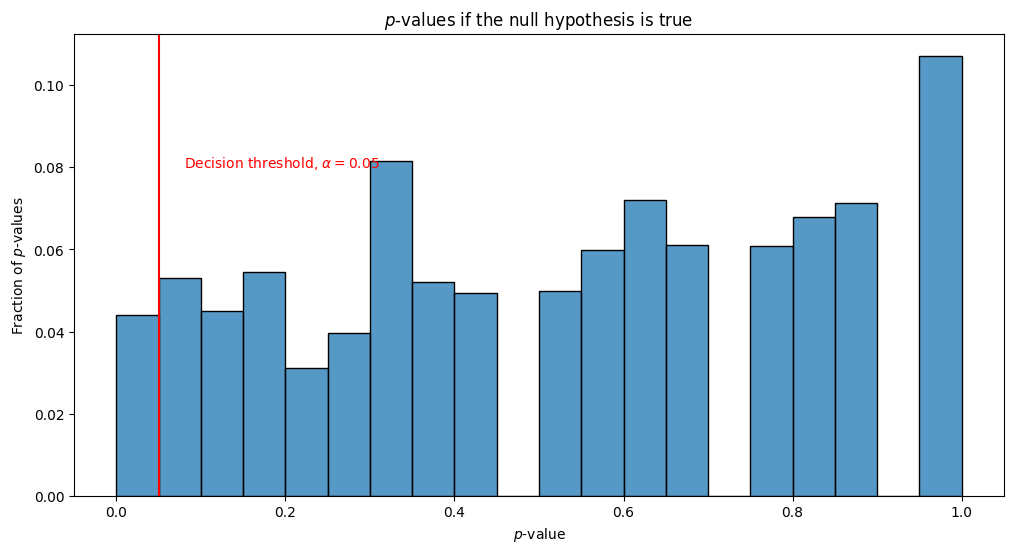 p-values if the null hypothesis is true
Decision threshold, α = 0.05
Fraction of p-values
0.10
0.08
0.06
0.04
0.02
0.00
0.0 0.2 0.4 0.6 0.8 1.0
p-value